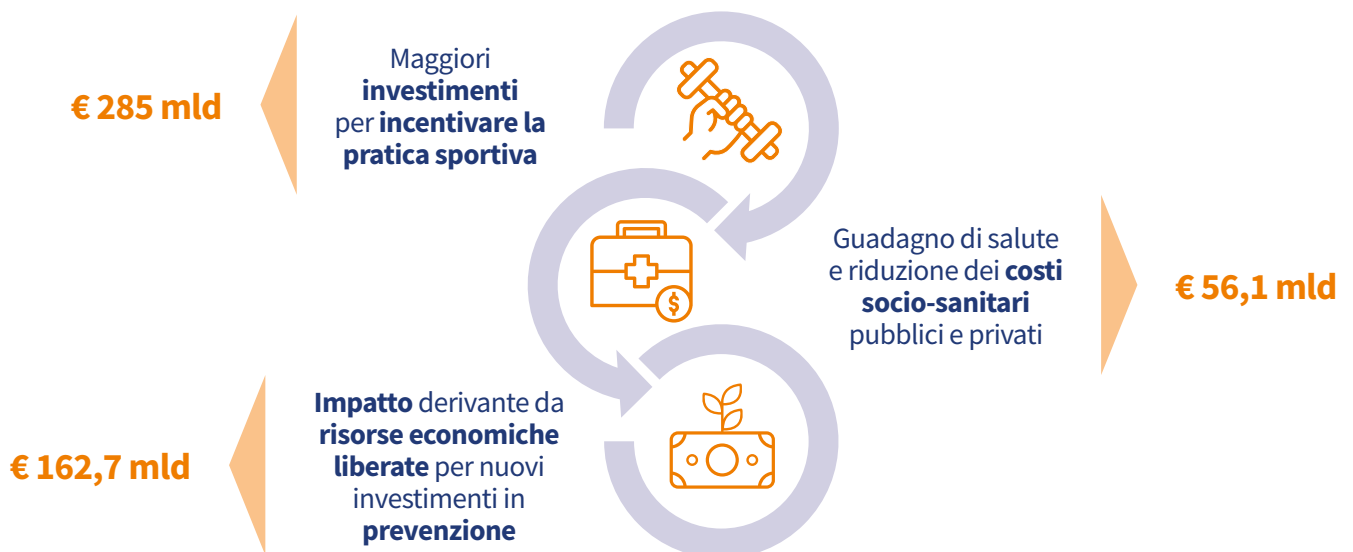 € 285 mld
Maggiori
investimenti
per incentivare la
pratica sportiva
Guadagno di salute
e riduzione dei costi
socio-sanitari
pubblici e privati
€ 56,1 mld
$
€ 162,7 mld
Impatto derivante da
risorse economiche
liberate per nuovi
investimenti in
prevenzione